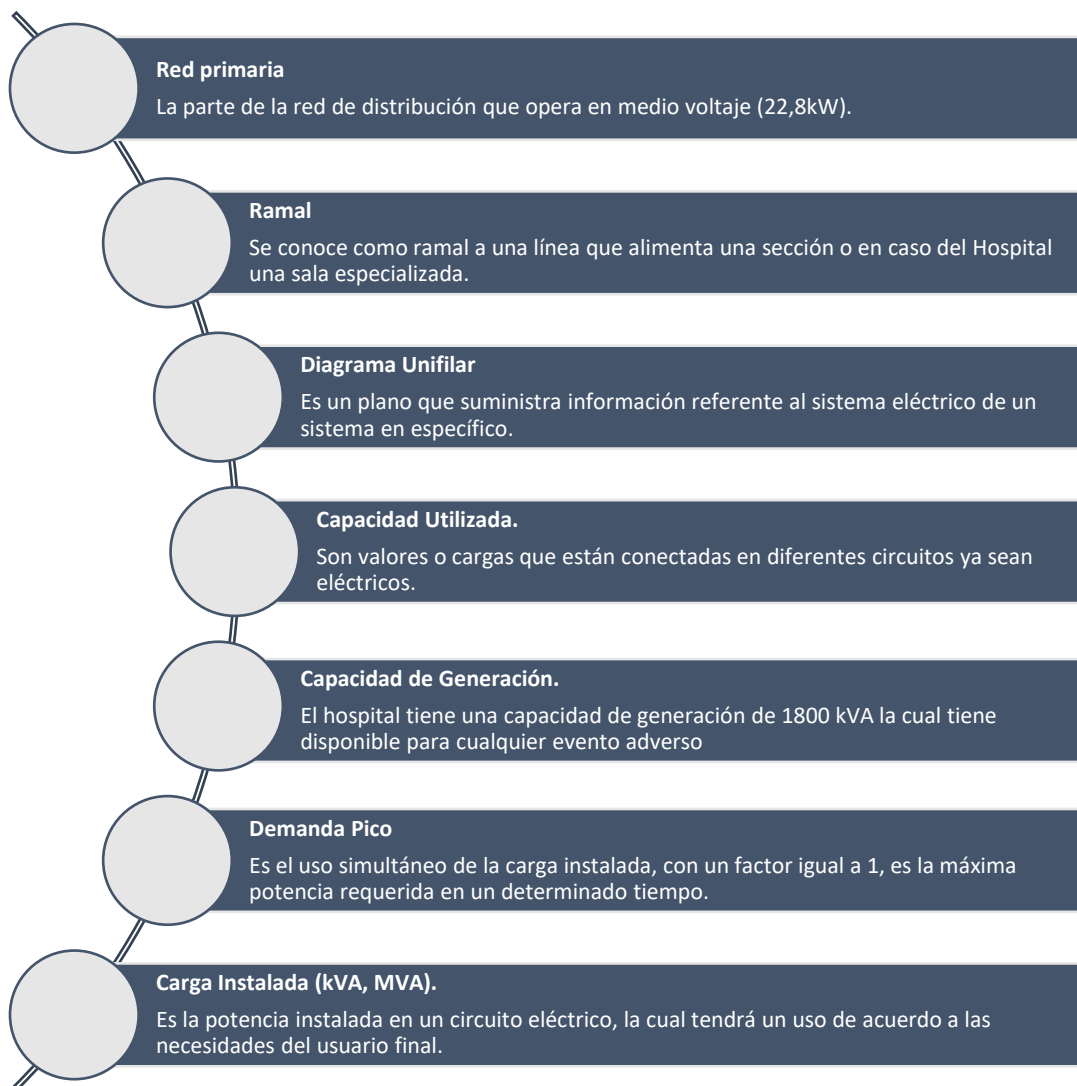 Red primaria
La parte de la red de distribución que opera en medio voltaje (22,8kW).
Ramal
Se conoce como ramal a una línea que alimenta una sección o en caso del Hospital
una sala especializada.
Diagrama Unifilar
Es un plano que suministra información referente al sistema eléctrico de un
sistema en específico.
Capacidad Utilizada.
Son valores o cargas que están conectadas en diferentes circuitos ya sean
eléctricos.
Capacidad de Generación.
El hospital tiene una capacidad de generación de 1800 kVA la cual tiene
disponible para cualquier evento adverso
Demanda Pico
Es el uso simultáneo de la carga instalada, con un factor igual a 1, es la máxima
potencia requerida en un determinado tiempo.
Carga Instalada (kVA, MVA).
Es la potencia instalada en un circuito eléctrico, la cual tendrá un uso de acuerdo a las
necesidades del usuario final.